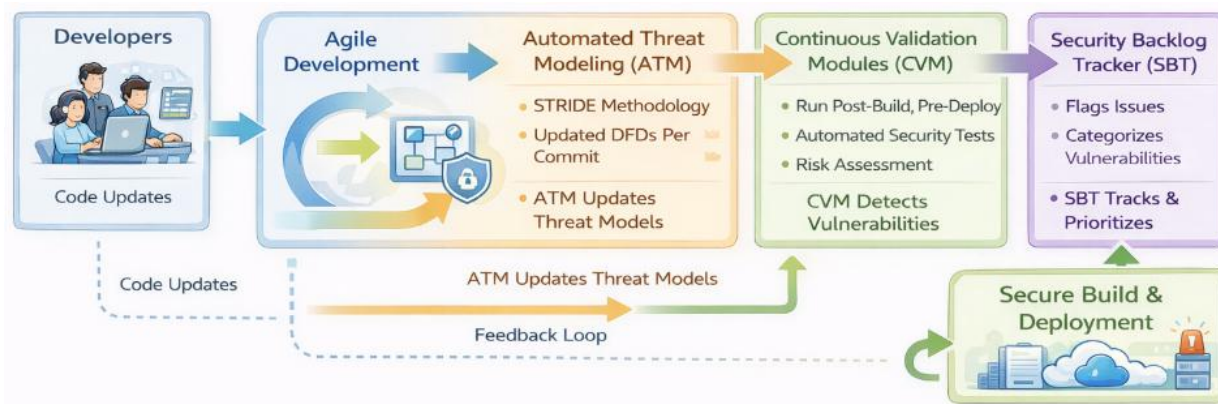 Developers
Code Updates
Agile
Development
Automated Threat
Modeling (ATM)
• STRIDE Methodology
• Updated DFDs Per
Commit
• ATM Updates
Threat Models
Continuous Validation
Modules (CVM)
• Run Post-Build, Pre-Deploy
• Automated Security Tests
• Risk Assessment
CVM Detects
Vulnerabilities
Security Backlog
Tracker (SBT)
• Flags Issues
• Categorizes
Vulnerabilities
• SBT Tracks &
Prioritizes
Code Updates
ATM Updates Threat Models
Feedback Loop
Secure Build &
Deployment